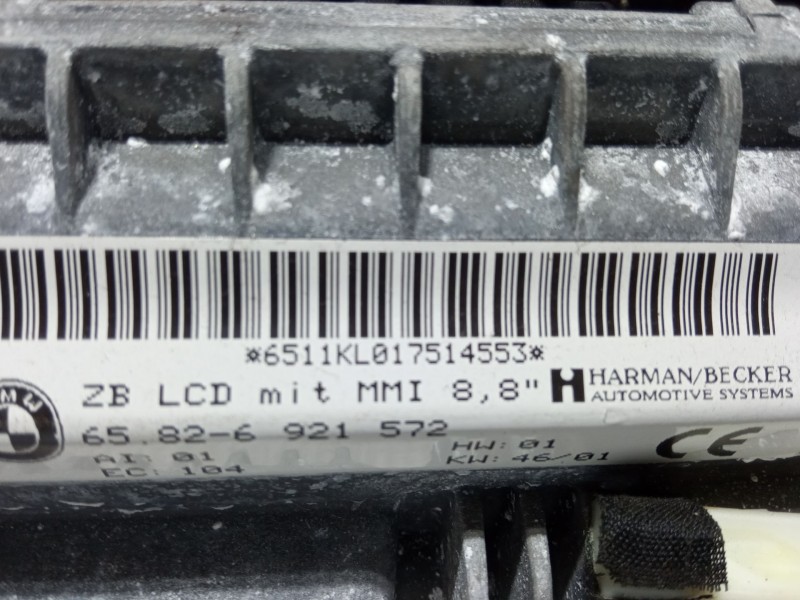 *6511KL017514553*
ZB LCD mit MMI 8,8" HARMAN/BECKER
AUTOMOTIVE SYSTEMS
65.82-6 921 572
AI: 01 HW: 01
EC: 104 KW: 46/01
CE
BMW